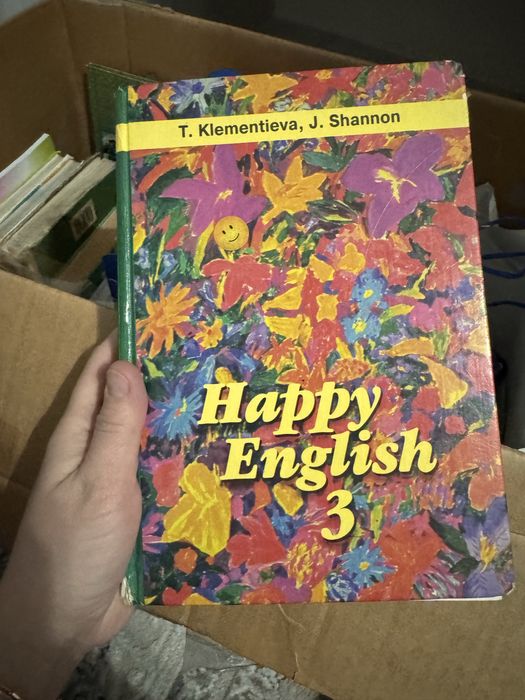 T. Klementieva, J. Shannon
Happy
English
3